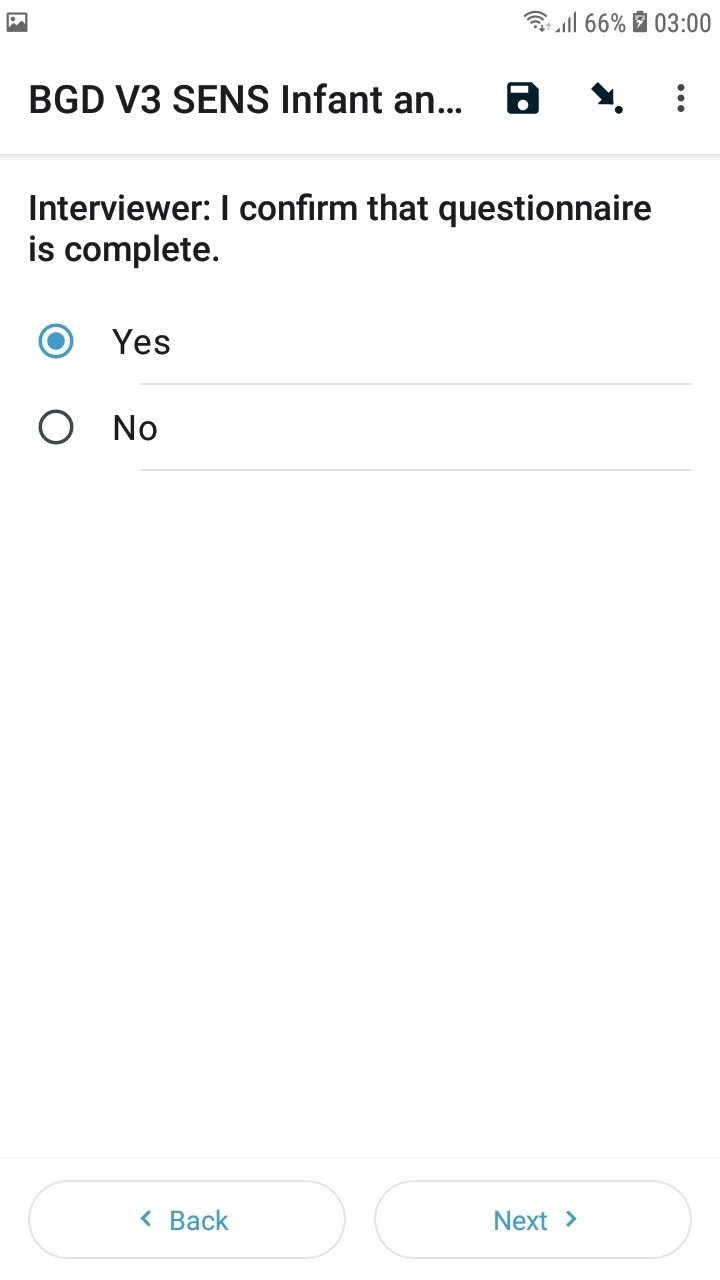 66% 03:00
BGD V3 SENS Infant an...
Interviewer: I confirm that questionnaire
is complete.
Yes
No
Back
Next